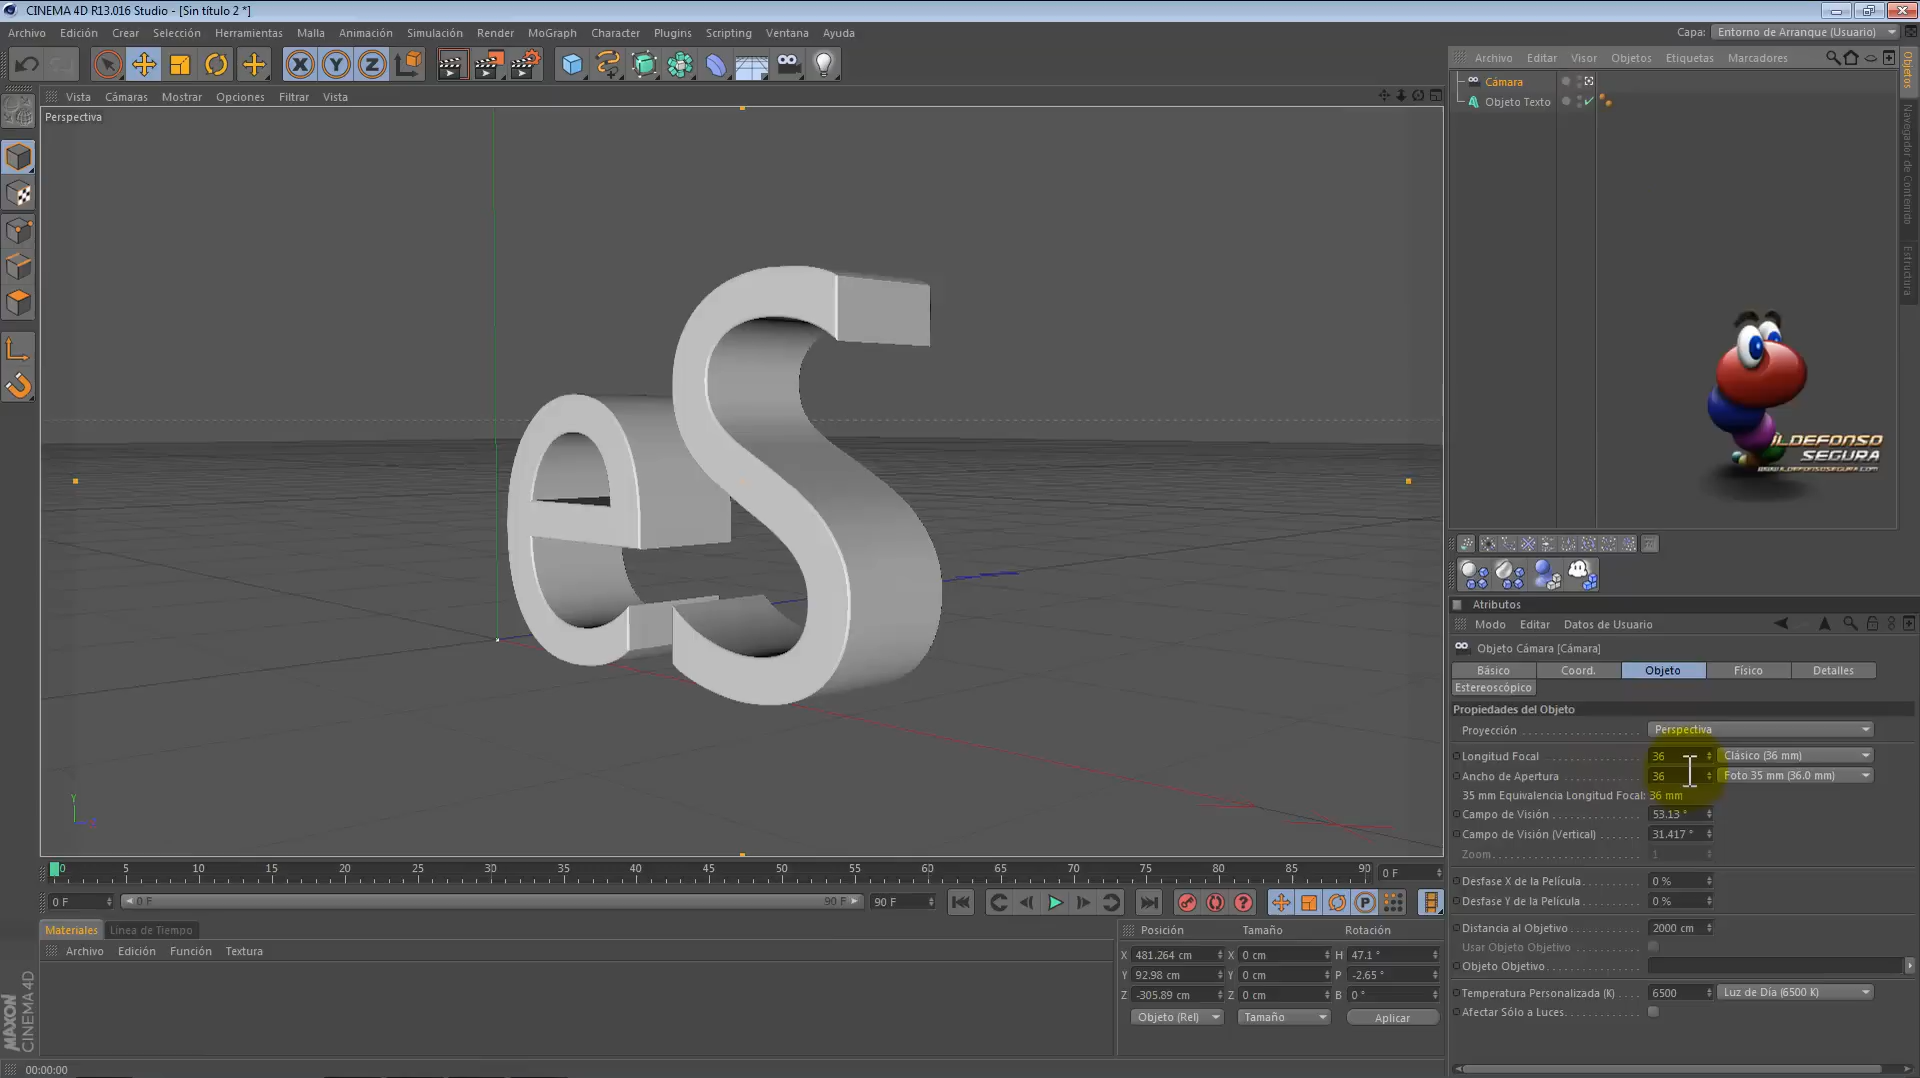 CINEMA 4D R13.016 Studio - [Sin título 2 *]
Archivo Edición Crear Selección Herramientas Malla Animación Simulación Render MoGraph Character Plugins Scripting Ventana Ayuda
Capa: Entorno de Arranque (Usuario)
Archivo Editar Visor Objetos Etiquetas Marcadores
Cámara
Objeto Texto
Objetos
Navegador de Contenido
Estructura
Vista Cámaras Mostrar Opciones Filtrar Vista
Perspectiva
eS
Y
X Y Z
ILDEFONSO
SEGURA
WWW.ILDEFONSOSEGURA.COM
Atributos
Modo Editar Datos de Usuario
Objeto Cámara [Cámara]
Básico Coord. Objeto Físico Detalles
Estereoscópico
Propiedades del Objeto
Proyección Perspectiva
Longitud Focal 36 Clásico (36 mm)
Ancho de Apertura 36 Foto 35 mm (36.0 mm)
35 mm Equivalencia Longitud Focal: 36 mm
Campo de Visión 53.13 °
Campo de Visión (Vertical) 31.417 °
Zoom 1
Desfase X de la Película 0 %
Desfase Y de la Película 0 %
Distancia al Objetivo 2000 cm
Usar Objeto Objetivo
Objeto Objetivo
Temperatura Personalizada (K) 6500 Luz de Día (6500 K)
Afectar Sólo a Luces
0 5 10 15 20 25 30 35 40 45 50 55 60 65 70 75 80 85 90 0 F
0 F 0 F 90 F 90 F
P
Materiales Línea de Tiempo
Archivo Edición Función Textura
Posición Tamaño Rotación
X 481.264 cm X 0 cm H 47.1 °
Y 92.98 cm Y 0 cm P -2.65 °
Z -305.89 cm Z 0 cm B 0 °
Objeto (Rel) Tamaño Aplicar
MAXON
CINEMA 4D
00:00:00